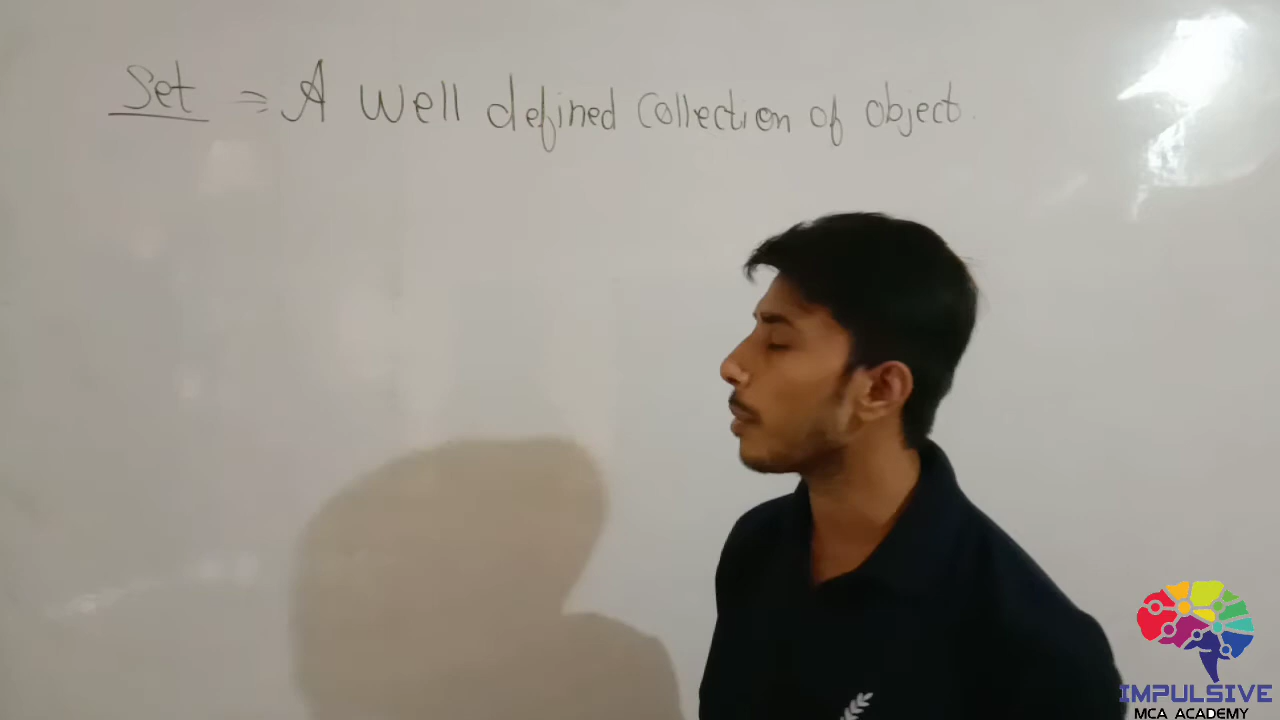 Set = A well defined collection of object.
IMPULSIVE
MCA ACADEMY